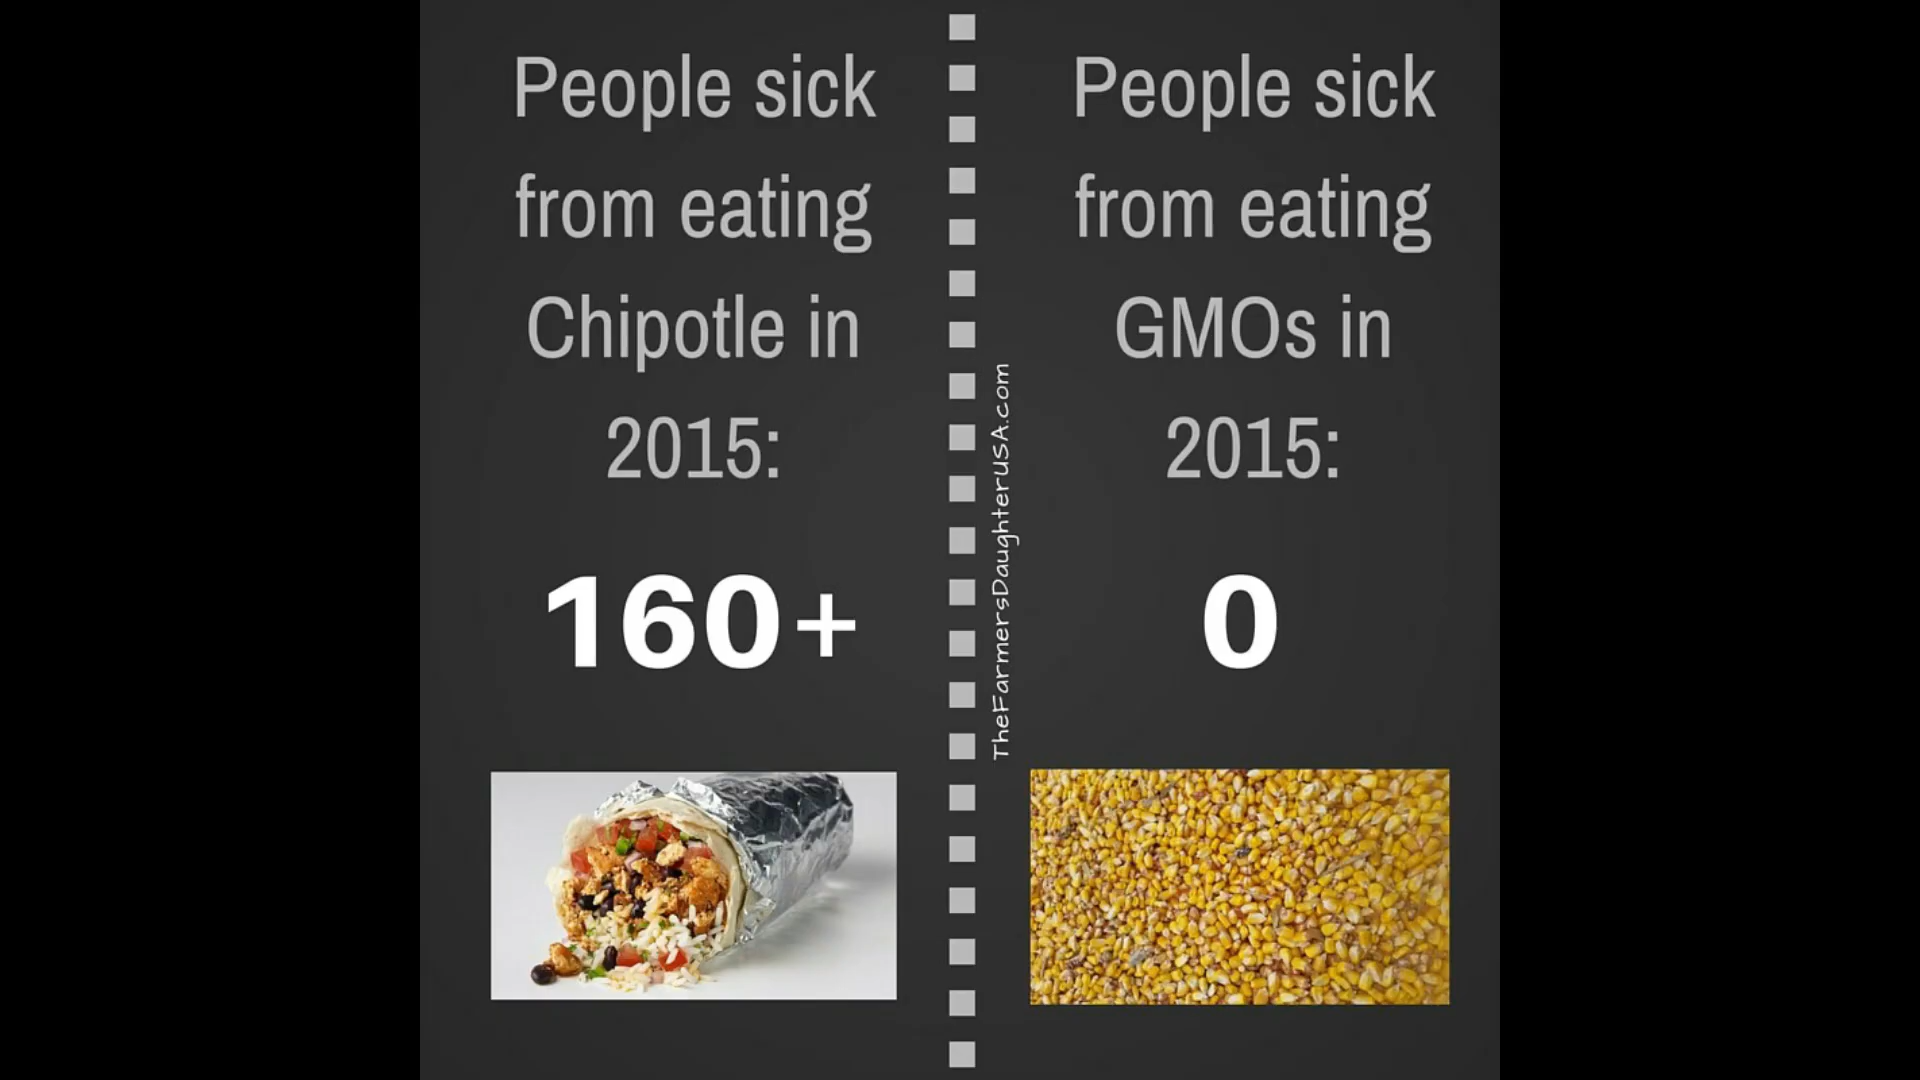 People sick
from eating
Chipotle in
2015:
160+
People sick
from eating
GMOs in
2015:
0
TheFarmersDaughterUSA.com